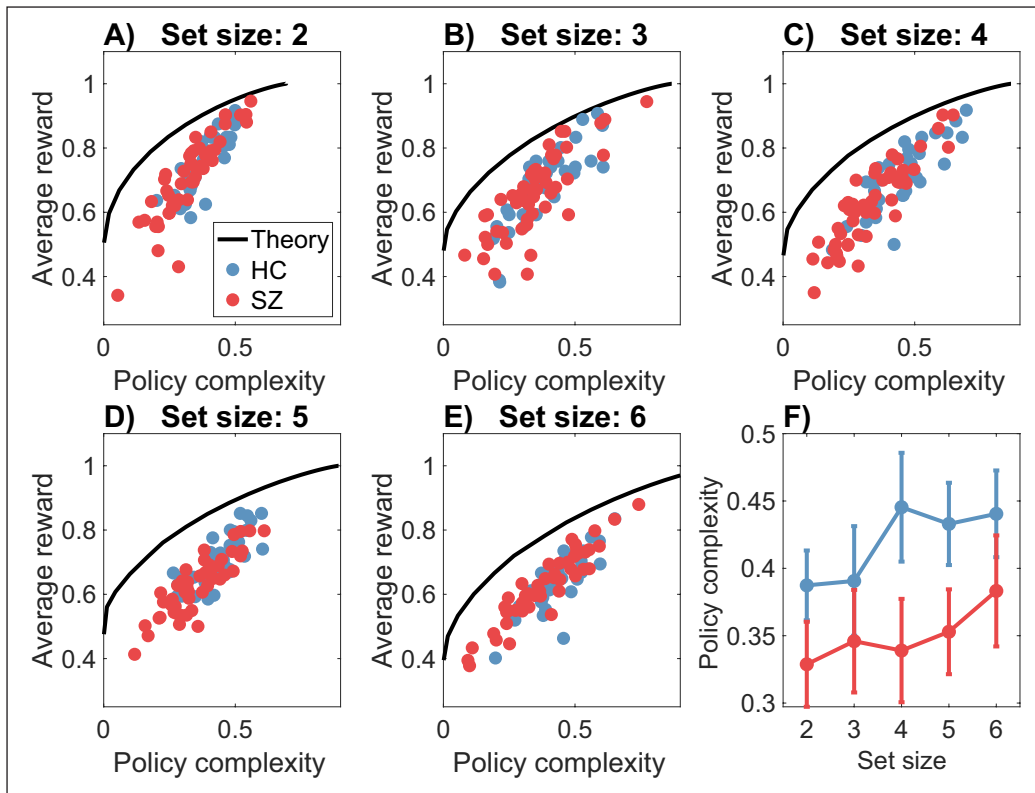 A) Set size: 2
Average reward
1
0.8
0.6
0.4
0
0.5
Policy complexity
Theory
HC
SZ
B) Set size: 3
Average reward
1
0.8
0.6
0.4
0
0.5
Policy complexity
C) Set size: 4
Average reward
1
0.8
0.6
0.4
0
0.5
Policy complexity
D) Set size: 5
Average reward
1
0.8
0.6
0.4
0
0.5
Policy complexity
E) Set size: 6
Average reward
1
0.8
0.6
0.4
0
0.5
Policy complexity
F)
Policy complexity
0.5
0.45
0.4
0.35
0.3
2 3 4 5 6
Set size